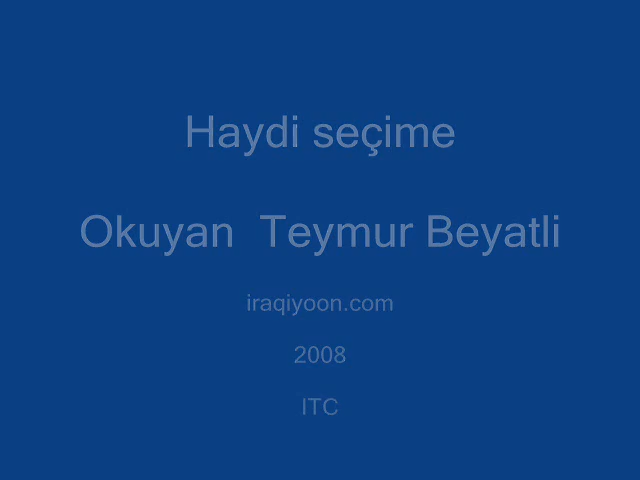 Haydi seçime
Okuyan Teymur Beyatli
iraqiyoon.com
2008
ITC